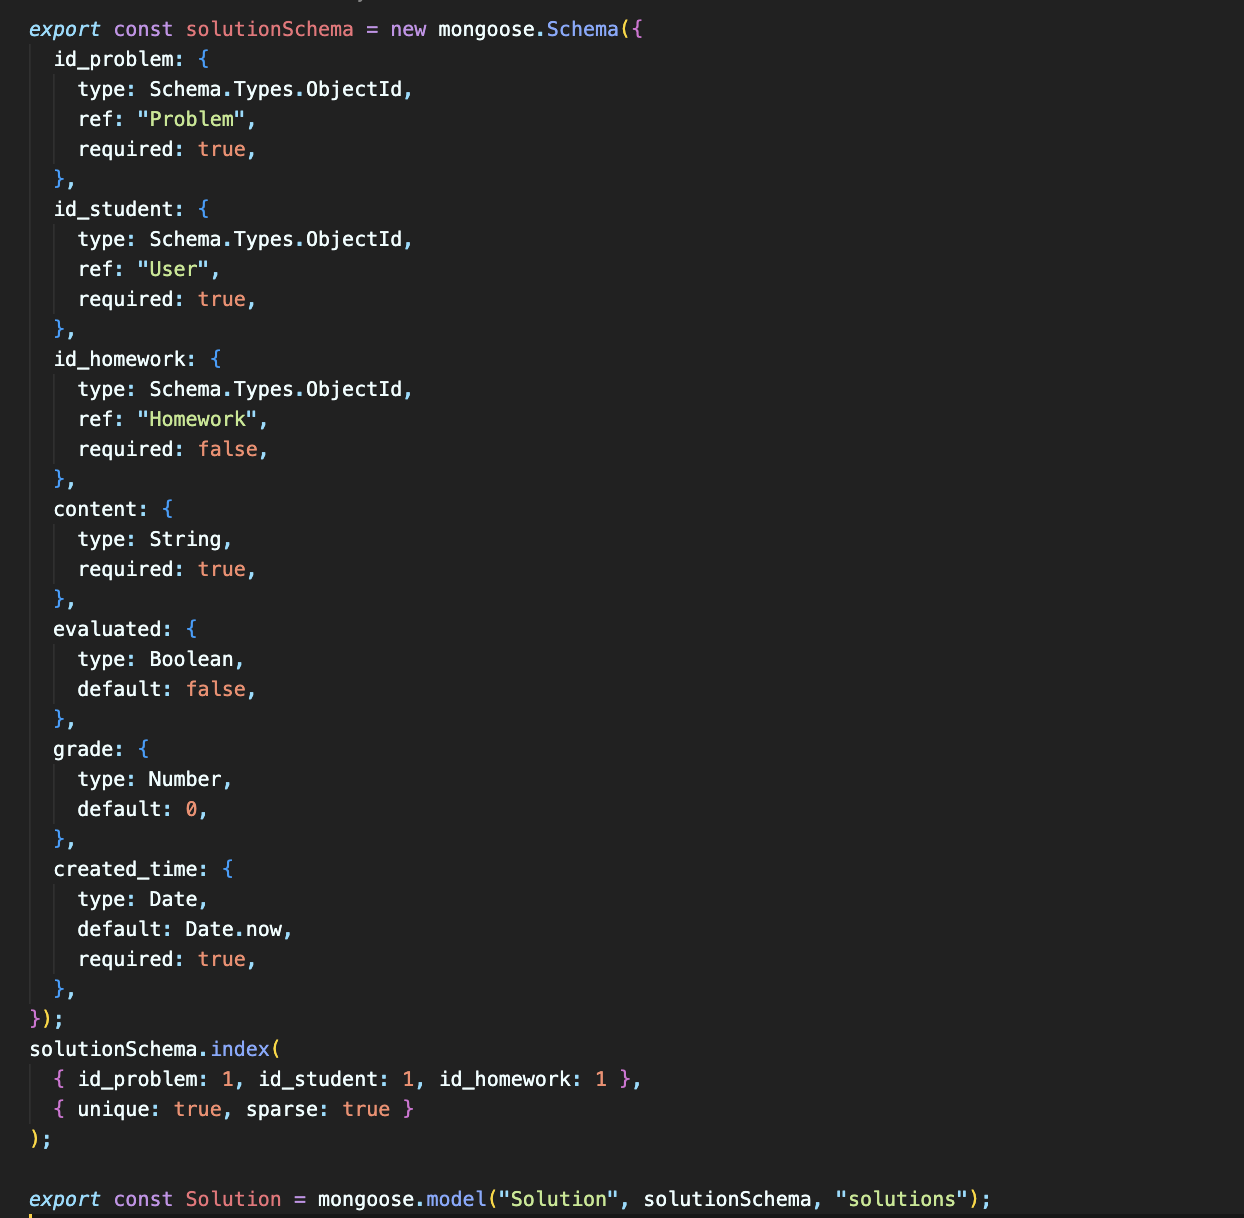 export const solutionSchema = new mongoose.Schema({
  id_problem: {
    type: Schema.Types.ObjectId,
    ref: "Problem",
    required: true,
  },
  id_student: {
    type: Schema.Types.ObjectId,
    ref: "User",
    required: true,
  },
  id_homework: {
    type: Schema.Types.ObjectId,
    ref: "Homework",
    required: false,
  },
  content: {
    type: String,
    required: true,
  },
  evaluated: {
    type: Boolean,
    default: false,
  },
  grade: {
    type: Number,
    default: 0,
  },
  created_time: {
    type: Date,
    default: Date.now,
    required: true,
  },
});
solutionSchema.index(
  { id_problem: 1, id_student: 1, id_homework: 1 },
  { unique: true, sparse: true }
);
export const Solution = mongoose.model("Solution", solutionSchema, "solutions");